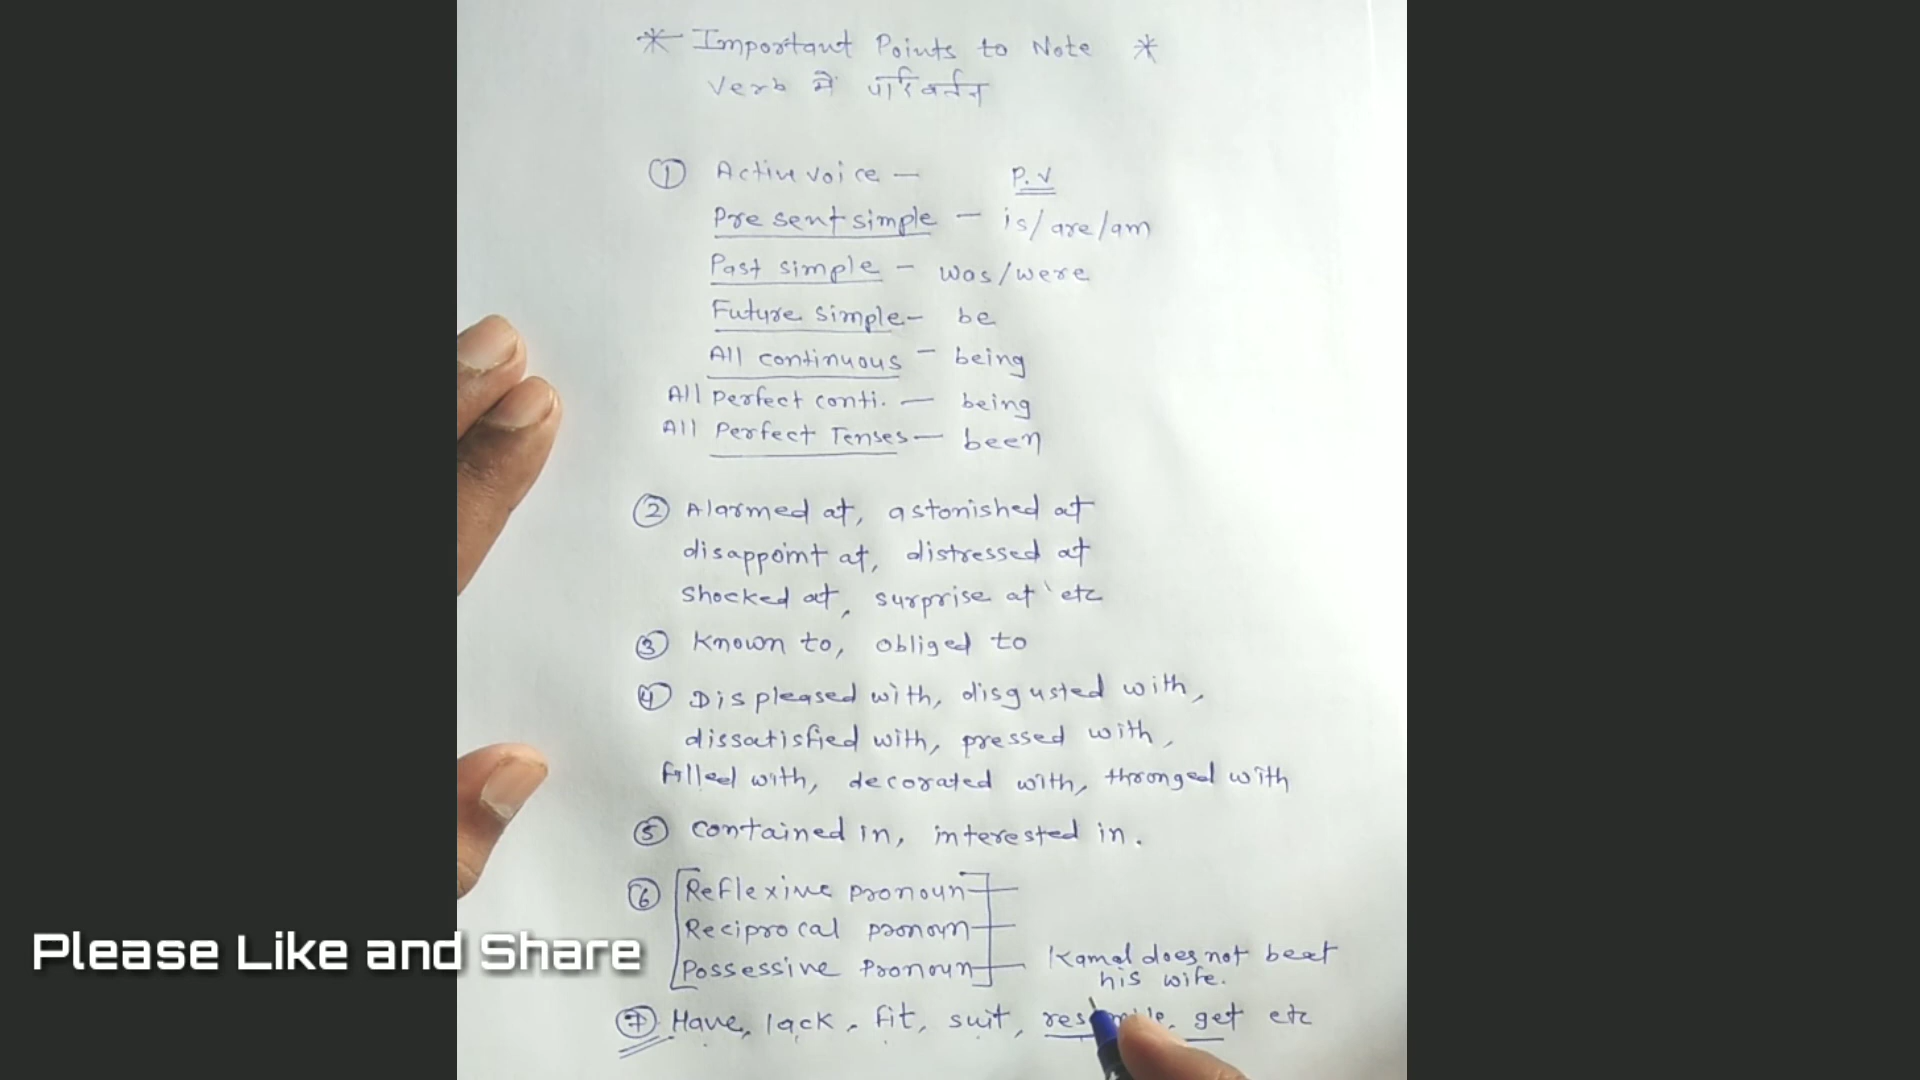 * Important Points to Note *
Verb में परिवर्तन
① Active voice — P.V
Present simple — is/are/am
Past simple - was/were
Future simple- be
All continuous - being
All perfect conti. — being
All Perfect Tenses — been
② Alarmed at, astonished at
disappoint at, distressed at
shocked at, surprise at etc
③ Known to, obliged to
④ Displeased with, disgusted with,
dissatisfied with, pressed with,
filled with, decorated with, thronged with
⑤ contained in, interested in.
⑥ Reflexive pronoun
Reciprocal pronoun
Possessive Pronoun
Kamal does not beat
his wife.
⑦ Have, lack, fit, suit, get etc
Please Like and Share